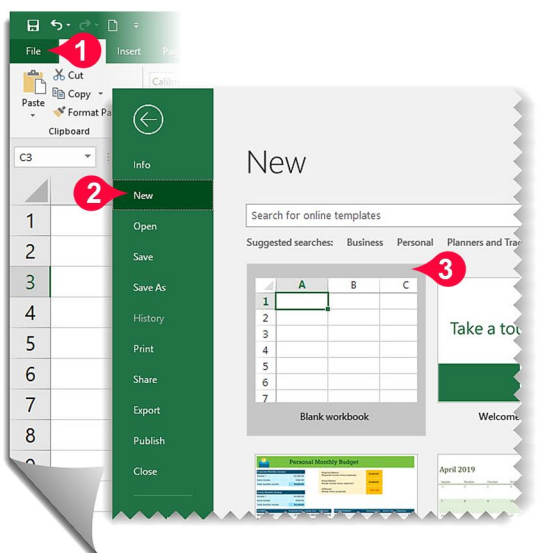 File
1
Insert
Cut
Copy
Paste
Format Pa
Clipboard
C3
1
2
3
4
5
6
7
8
Info
2
New
Open
Save
Save As
History
Print
Share
Export
Publish
Close
New
Search for online templates
Suggested searches: Business Personal Planners and Trac
3
A B C
1
2
3
4
5
6
7
Blank workbook
Take a tou
Welcome
Personal Monthly Budget
April 2019